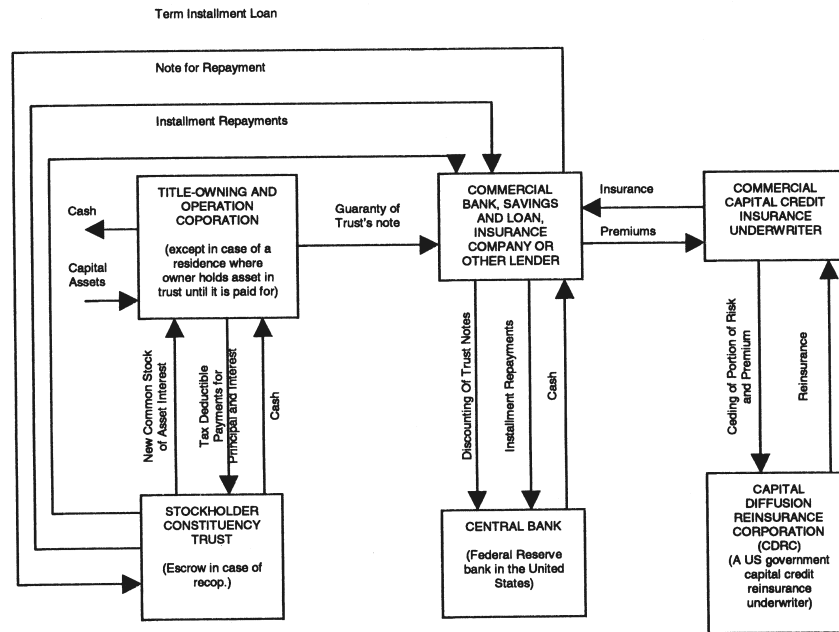 Term Installment Loan
Note for Repayment
Installment Repayments
TITLE-OWNING AND
OPERATION
COPORATION
(except in case of a
residence where
owner holds asset in
trust until it is paid for)
Cash
Capital
Assets
Guaranty of
Trust's note
COMMERCIAL
BANK, SAVINGS
AND LOAN,
INSURANCE
COMPANY OR
OTHER LENDER
Insurance
Premiums
COMMERCIAL
CAPITAL CREDIT
INSURANCE
UNDERWRITER
New Common Stock
of Asset Interest
Tax Deductible
Payments for
Principal and Interest
Cash
Discounting Of Trust Notes
Installment Repayments
Cash
Ceding of Portion of Risk
and Premium
Reinsurance
STOCKHOLDER
CONSTITUENCY
TRUST
(Escrow in case of
recop.)
CENTRAL BANK
(Federal Reserve
bank in the United
States)
CAPITAL
DIFFUSION
REINSURANCE
CORPORATION
(CDRC)
(A US government
capital credit
reinsurance
underwriter)